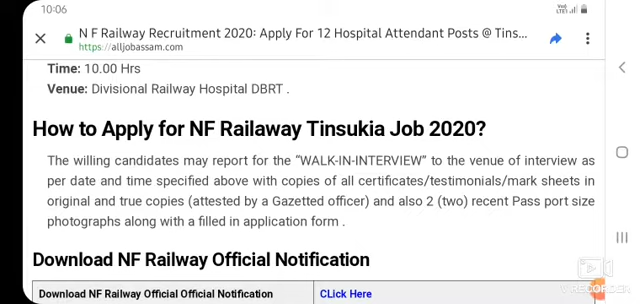 10:06
Vo))
LTE1
N F Railway Recruitment 2020: Apply For 12 Hospital Attendant Posts @ Tins...
https://alljobassam.com
Time: 10.00 Hrs
Venue: Divisional Railway Hospital DBRT .
How to Apply for NF Railaway Tinsukia Job 2020?
The willing candidates may report for the “WALK-IN-INTERVIEW” to the venue of interview as
per date and time specified above with copies of all certificates/testimonials/mark sheets in
original and true copies (attested by a Gazetted officer) and also 2 (two) recent Pass port size
photographs along with a filled in application form .
Download NF Railway Official Notification
Download NF Railway Official Official Notification CLick Here